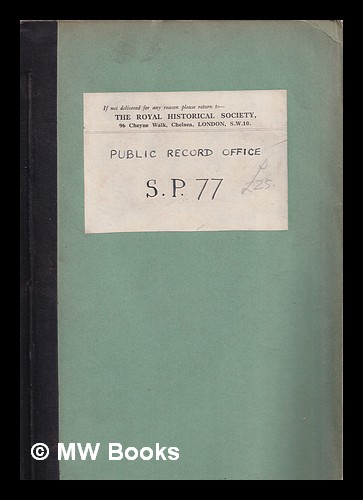 If not delivered for any reason please return to—
THE ROYAL HISTORICAL SOCIETY,
96 Cheyne Walk, Chelsea, LONDON, S.W.10.
PUBLIC RECORD OFFICE
S.P. 77
£25
© MW Books